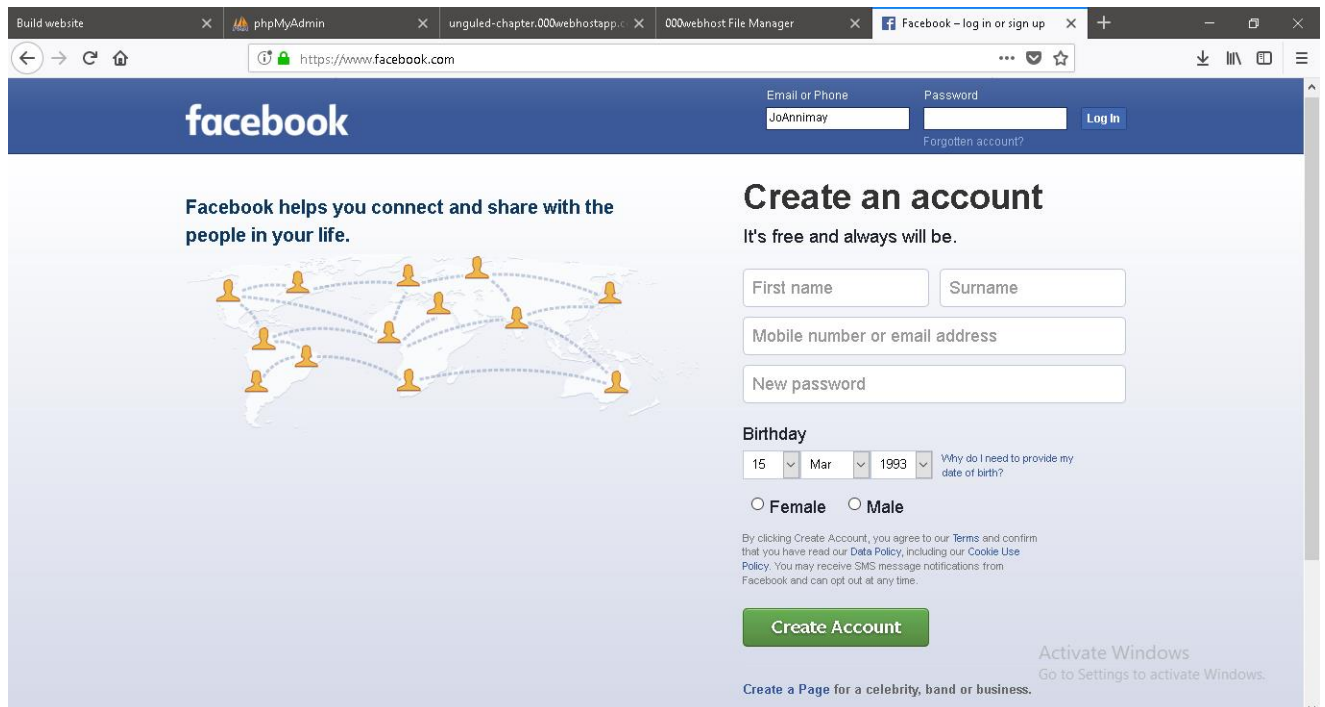 Build website
phpMyAdmin
unguled-chapter.000webhostapp.c
000webhost File Manager
Facebook – log in or sign up
https://www.facebook.com
facebook
Email or Phone
Password
JoAnnimay
Log In
Forgotten account?
Facebook helps you connect and share with the
people in your life.
Create an account
It's free and always will be.
First name
Surname
Mobile number or email address
New password
Birthday
15
Mar
1993
Why do I need to provide my
date of birth?
Female
Male
By clicking Create Account, you agree to our Terms and confirm
that you have read our Data Policy, including our Cookie Use
Policy. You may receive SMS message notifications from
Facebook and can opt out at any time.
Create Account
Activate Windows
Go to Settings to activate Windows.
Create a Page for a celebrity, band or business.